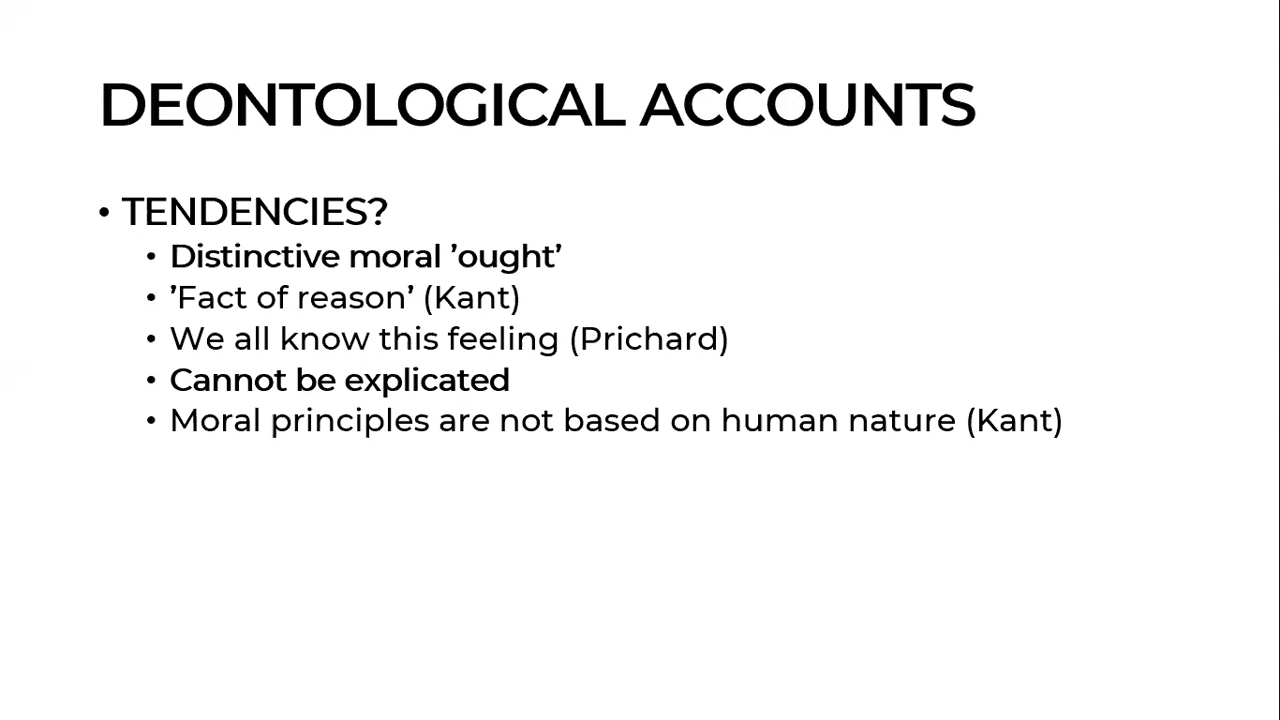 DEONTOLOGICAL ACCOUNTS
• TENDENCIES?
• Distinctive moral ’ought’
• ’Fact of reason’ (Kant)
• We all know this feeling (Prichard)
• Cannot be explicated
• Moral principles are not based on human nature (Kant)